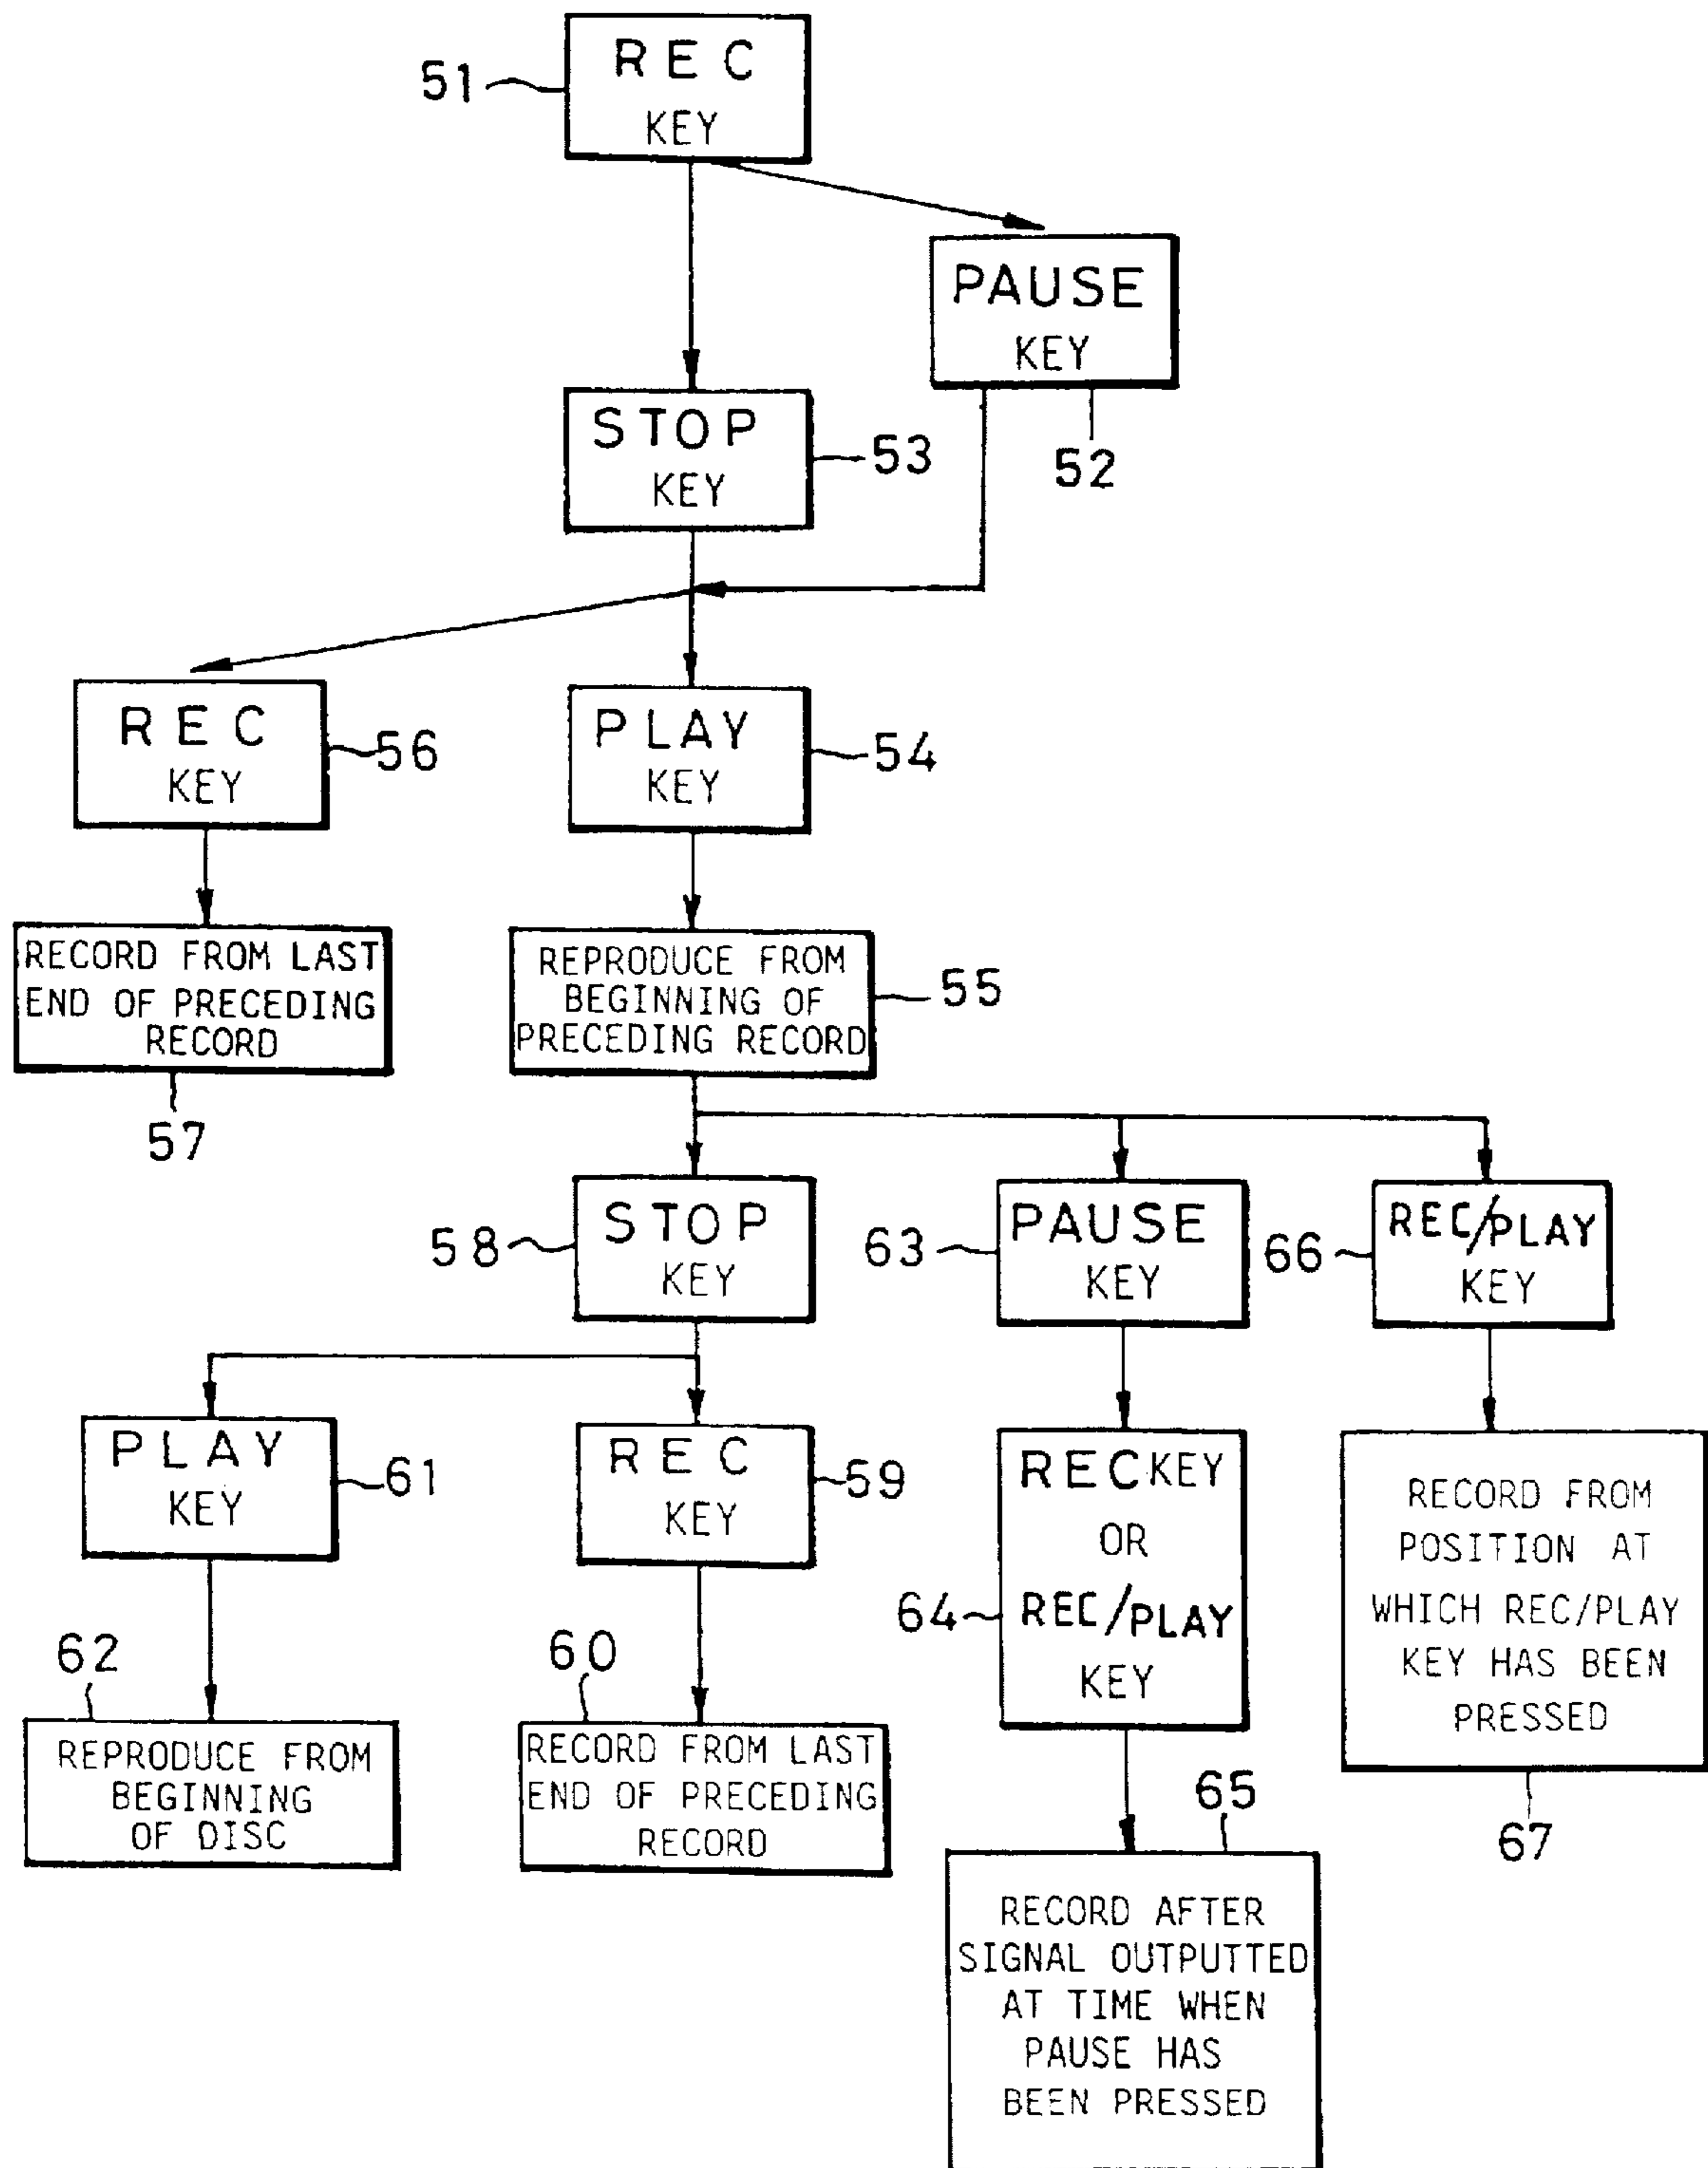 REC
KEY
51
PAUSE
KEY
52
STOP
KEY
53
REC
KEY
56
PLAY
KEY
54
RECORD FROM LAST
END OF PRECEDING
RECORD
57
REPRODUCE FROM
BEGINNING OF
PRECEDING RECORD
55
58
STOP
KEY
63
PAUSE
KEY
66
REC/PLAY
KEY
PLAY
KEY
61
REC
KEY
59
64
REC KEY
OR
REC/PLAY
KEY
RECORD FROM
POSITION AT
WHICH REC/PLAY
KEY HAS BEEN
PRESSED
67
62
REPRODUCE FROM
BEGINNING
OF DISC
60
RECORD FROM LAST
END OF PRECEDING
RECORD
65
RECORD AFTER
SIGNAL OUTPUTTED
AT TIME WHEN
PAUSE HAS
BEEN PRESSED